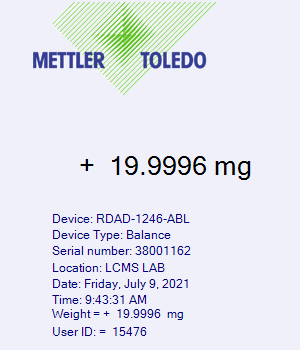 METTLER TOLEDO
+ 19.9996 mg
Device: RDAD-1246-ABL
Device Type: Balance
Serial number: 38001162
Location: LCMS LAB
Date: Friday, July 9, 2021
Time: 9:43:31 AM
Weight = + 19.9996 mg
User ID: = 15476